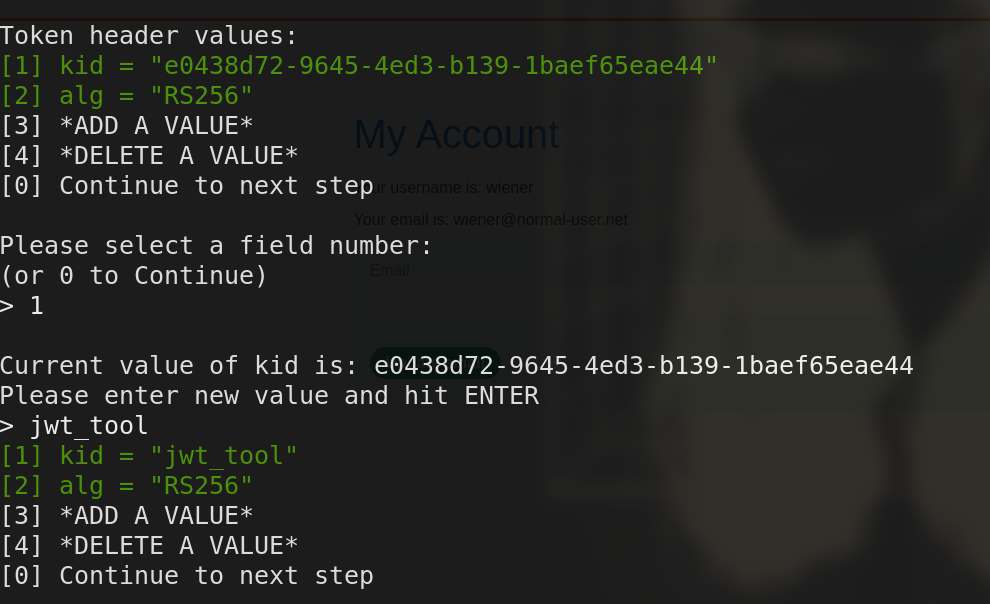 Token header values:
[1] kid = "e0438d72-9645-4ed3-b139-1baef65eae44"
[2] alg = "RS256"
[3] *ADD A VALUE*
[4] *DELETE A VALUE*
[0] Continue to next step
My Account
ur username is: wiener
Your email is: wiener@normal-user.net
Please select a field number:
(or 0 to Continue)
Email
> 1
Current value of kid is: e0438d72-9645-4ed3-b139-1baef65eae44
Please enter new value and hit ENTER
> jwt_tool
[1] kid = "jwt_tool"
[2] alg = "RS256"
[3] *ADD A VALUE*
[4] *DELETE A VALUE*
[0] Continue to next step